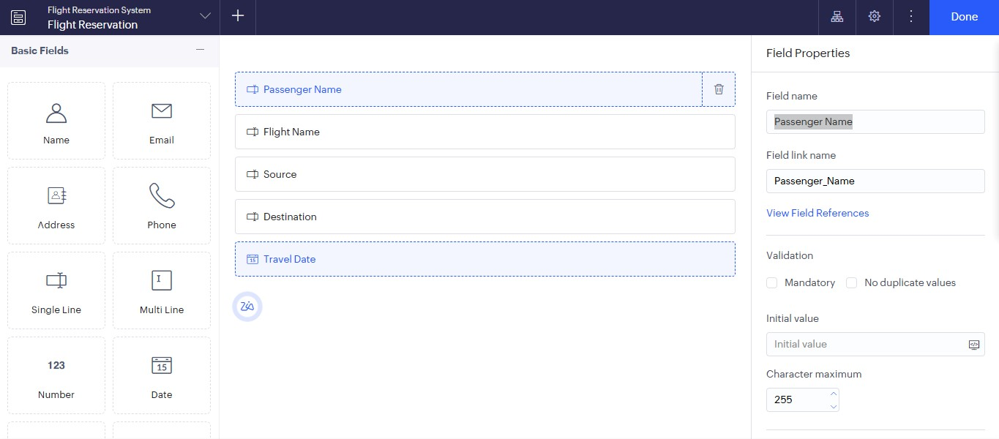 Flight Reservation System
Flight Reservation
Done
Basic Fields
Name
Email
Address
Phone
Single Line
I
Multi Line
123
Number
15
Date
Passenger Name
Flight Name
Source
Destination
15 Travel Date
Zia
Field Properties
Field name
Passenger Name
Field link name
Passenger_Name
View Field References
Validation
Mandatory No duplicate values
Initial value
Initial value </>
Character maximum
255